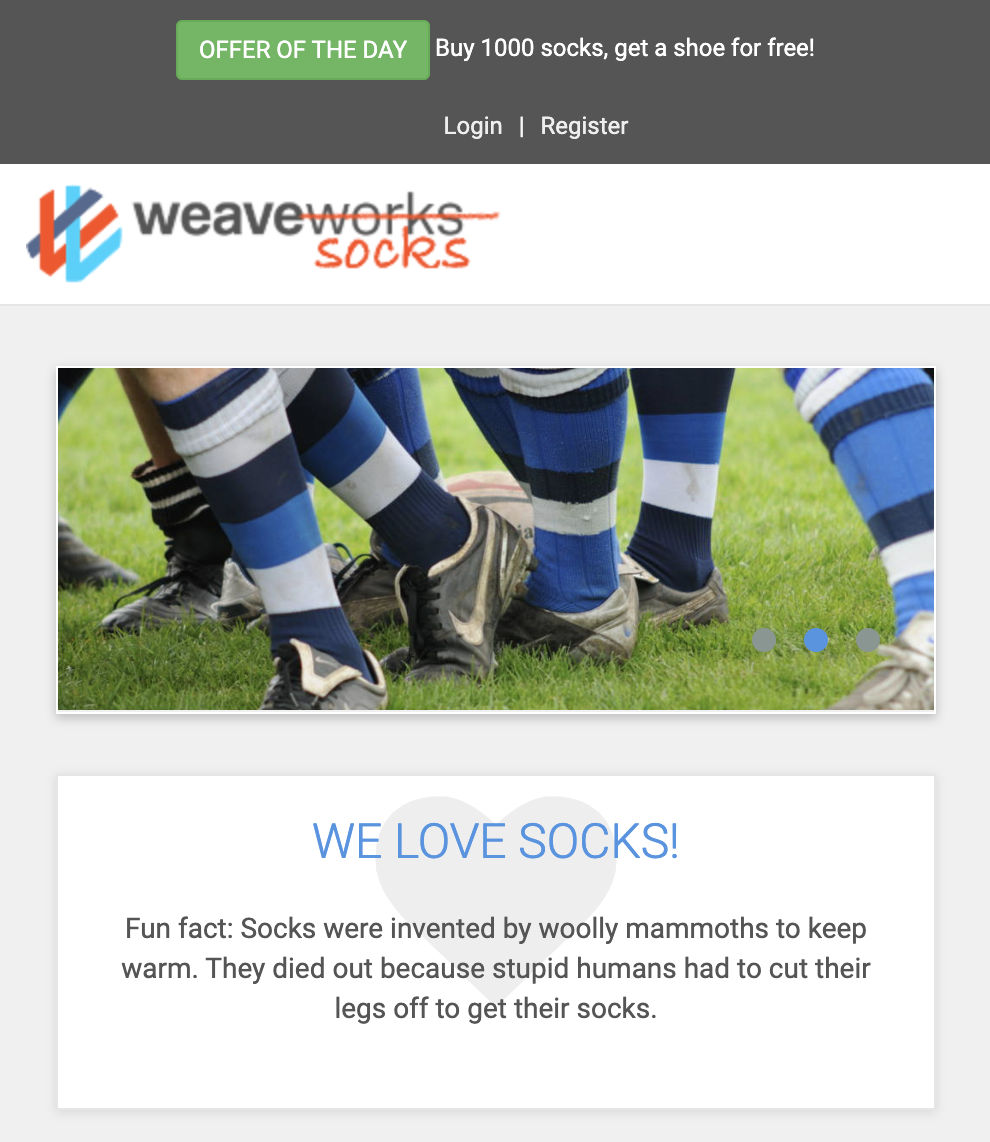 OFFER OF THE DAY Buy 1000 socks, get a shoe for free!
Login | Register
weaveworks
socks
WE LOVE SOCKS!
Fun fact: Socks were invented by woolly mammoths to keep
warm. They died out because stupid humans had to cut their
legs off to get their socks.